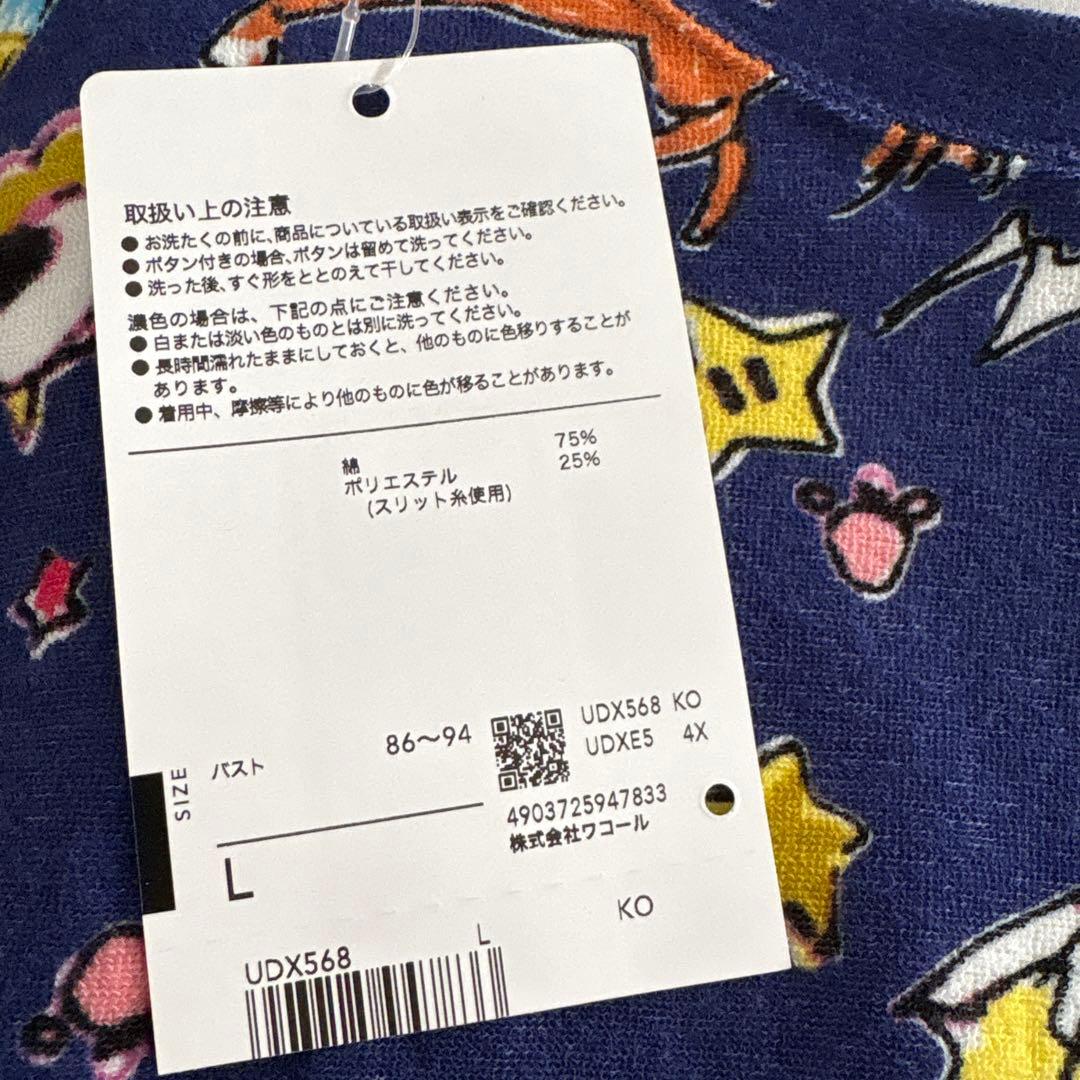 取扱い上の注意
● お洗たくの前に、商品についている取扱い表示をご確認ください。
● ボタン付きの場合、ボタンは留めて洗ってください。
● 洗った後、すぐ形をととのえて干してください。
濃色の場合は、下記の点にご注意ください。
● 白または淡い色のものとは別に洗ってください。
● 長時間濡れたままにしておくと、他のものに色移りすることが
あります。
● 着用中、摩擦等により他のものに色が移ることがあります。
綿 75%
ポリエステル 25%
(スリット糸使用)
SIZE
バスト 86〜94
L
UDX568 KO
UDXE5 4X
4903725947833
株式会社ワコール
KO
UDX568 L